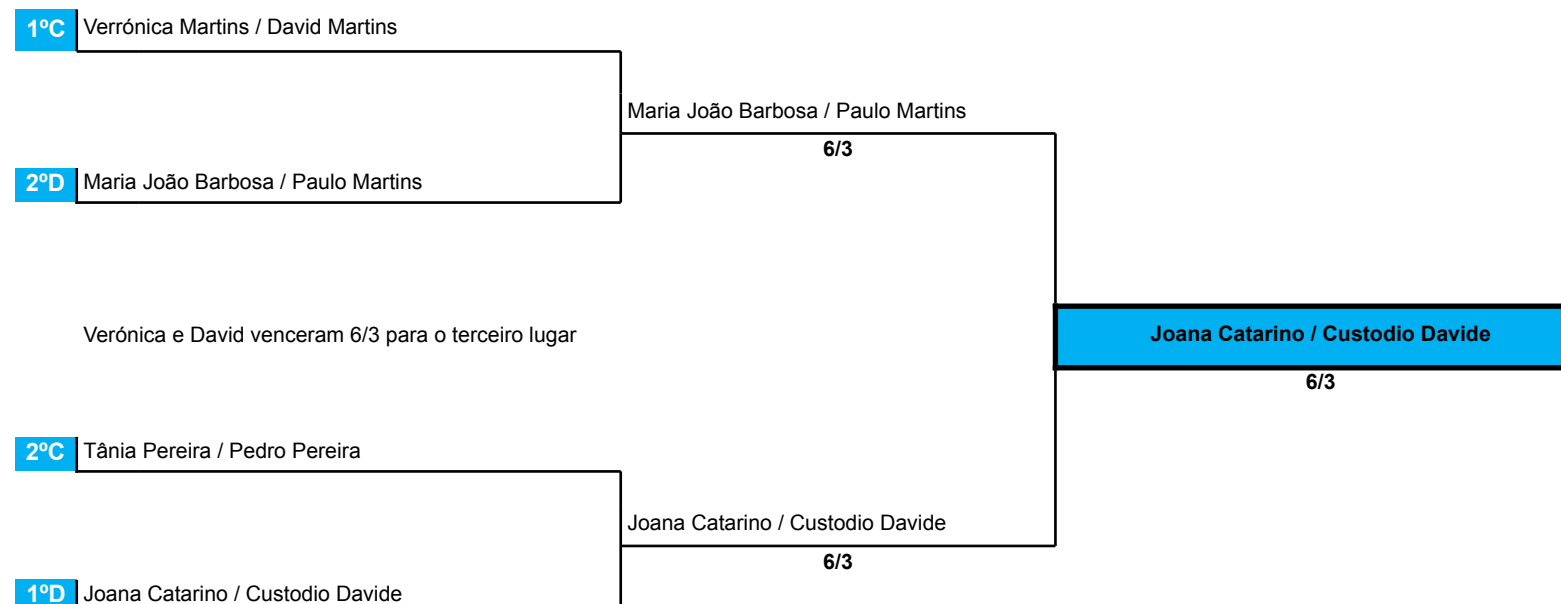 1ºC Verrónica Martins / David Martins
Maria João Barbosa / Paulo Martins
6/3
2ºD Maria João Barbosa / Paulo Martins
Verónica e David venceram 6/3 para o terceiro lugar
Joana Catarino / Custodio Davide
6/3
2ºC Tânia Pereira / Pedro Pereira
Joana Catarino / Custodio Davide
6/3
1ºD Joana Catarino / Custodio Davide